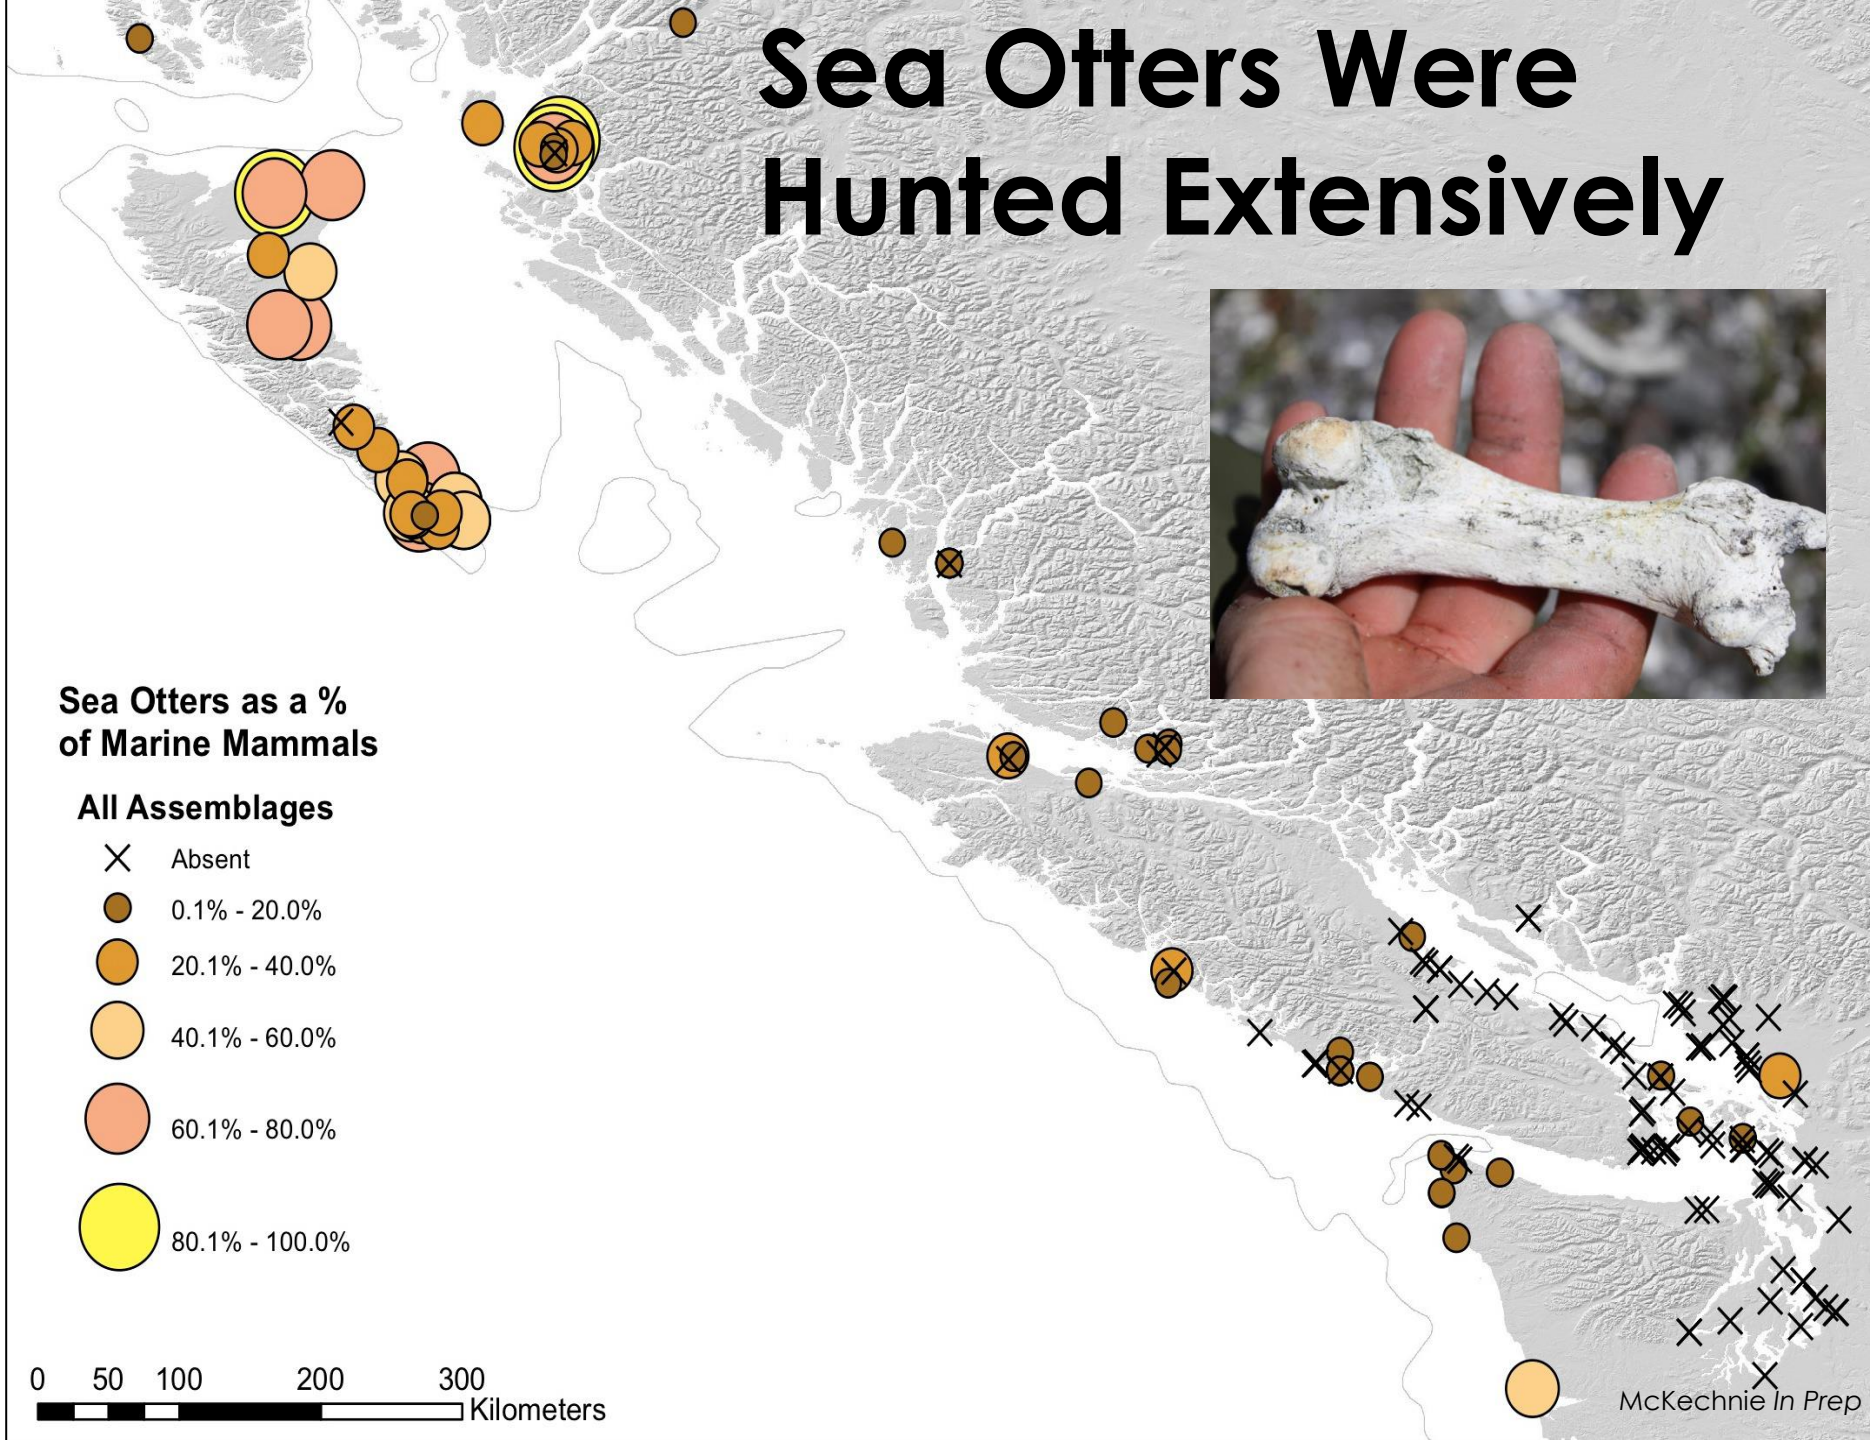 Sea Otters Were
Hunted Extensively
Sea Otters as a %
of Marine Mammals
All Assemblages
Absent
0.1% - 20.0%
20.1% - 40.0%
40.1% - 60.0%
60.1% - 80.0%
80.1% - 100.0%
0 50 100 200 300
Kilometers
McKechnie In Prep